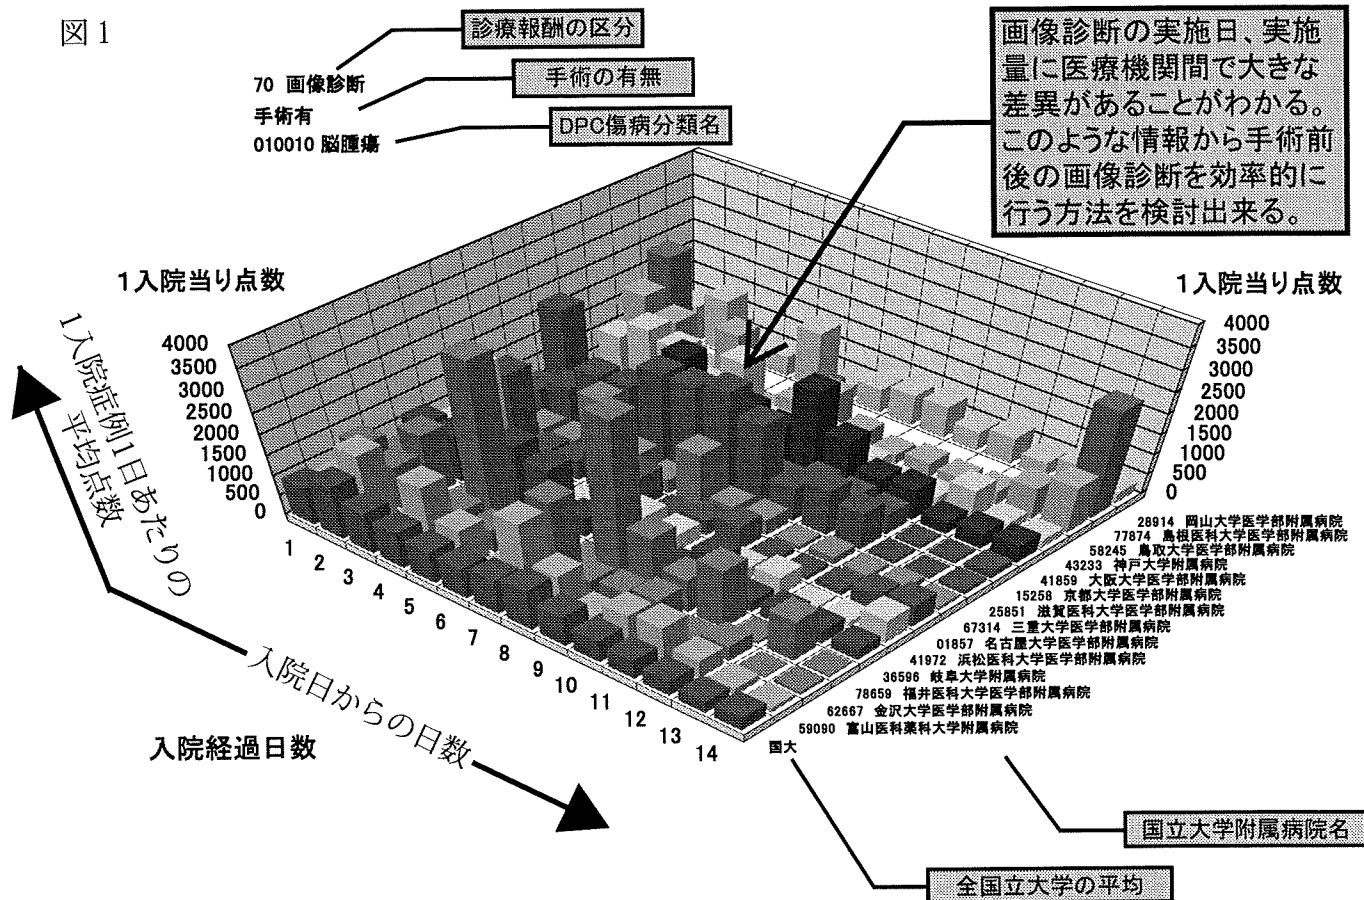 図1
診療報酬の区分
70 画像診断
手術の有無
手術有
DPC傷病分類名
010010 脳腫瘍
画像診断の実施日、実施
量に医療機関間で大きな
差異があることがわかる。
このような情報から手術前
後の画像診断を効率的に
行う方法を検討出来る。
1入院当り点数
4000
3500
3000
2500
2000
1500
1000
500
0
1入院症例1日あたりの
平均点数
1入院当り点数
4000
3500
3000
2500
2000
1500
1000
500
0
1
2
3
4
5
6
7
8
9
10
11
12
13
14
入院日からの日数
入院経過日数
28914 岡山大学医学部附属病院
77874 島根医科大学医学部附属病院
58245 鳥取大学医学部附属病院
43233 神戸大学附属病院
41859 大阪大学医学部附属病院
15258 京都大学医学部附属病院
25851 滋賀医科大学医学部附属病院
67314 三重大学医学部附属病院
01857 名古屋大学医学部附属病院
41972 浜松医科大学医学部附属病院
36596 岐阜大学附属病院
78659 福井医科大学医学部附属病院
62667 金沢大学医学部附属病院
59090 富山医科薬科大学附属病院
国大
国立大学附属病院名
全国立大学の平均